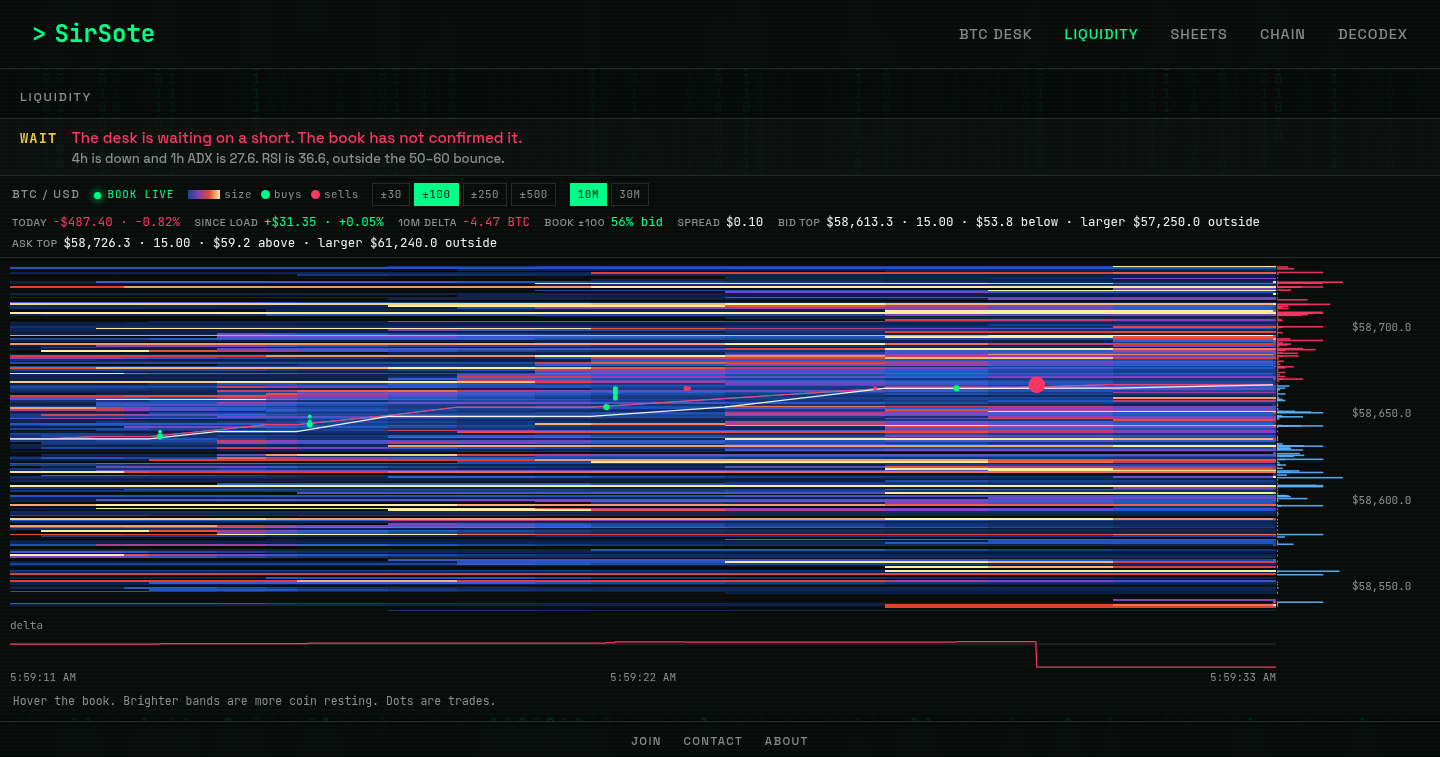 > SirSote
BTC DESK LIQUIDITY SHEETS CHAIN DECODEX
LIQUIDITY
WAIT The desk is waiting on a short. The book has not confirmed it.
4h is down and 1h ADX is 27.6. RSI is 36.6, outside the 50–60 bounce.
BTC / USD BOOK LIVE size buys sells ±30 ±100 ±250 ±500 10M 30M
TODAY -$487.40 · -0.82% SINCE LOAD +$31.35 · +0.05% 10M DELTA -4.47 BTC BOOK ±100 56% bid SPREAD $0.10 BID TOP $58,613.3 · 15.00 · $53.8 below · larger $57,250.0 outside
ASK TOP $58,726.3 · 15.00 · $59.2 above · larger $61,240.0 outside
$58,700.0
$58,650.0
$58,600.0
$58,550.0
delta
5:59:11 AM 5:59:22 AM 5:59:33 AM
Hover the book. Brighter bands are more coin resting. Dots are trades.
JOIN CONTACT ABOUT